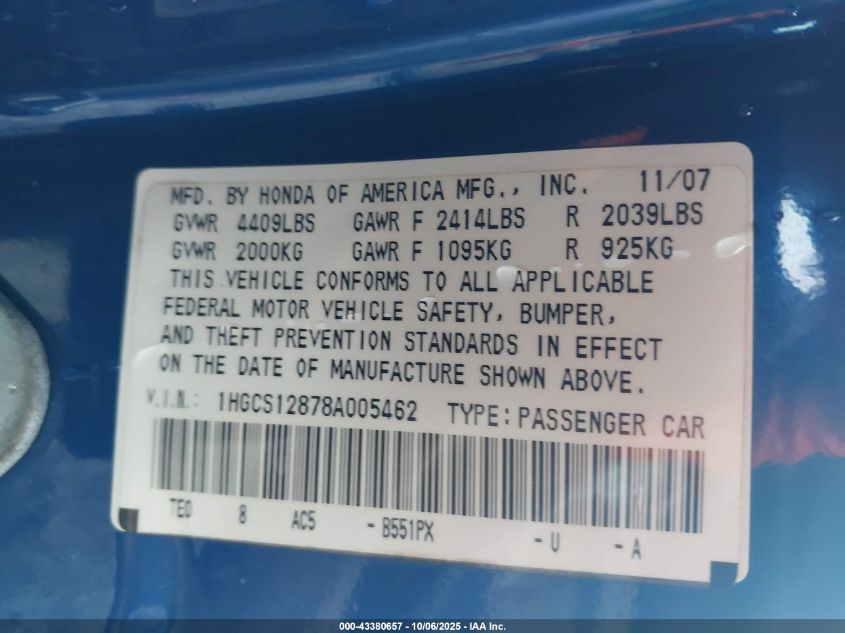 MFD. BY HONDA OF AMERICA MFG., INC. 11/07
GVWR 4409LBS GAWR F 2414LBS R 2039LBS
GVWR 2000KG GAWR F 1095KG R 925KG
THIS VEHICLE CONFORMS TO ALL APPLICABLE
FEDERAL MOTOR VEHICLE SAFETY, BUMPER,
AND THEFT PREVENTION STANDARDS IN EFFECT
ON THE DATE OF MANUFACTURE SHOWN ABOVE.
V.I.N.: 1HGCS12878A005462 TYPE:PASSENGER CAR
TE0 8 AC5 - B551PX - U - A
000-43380657 - 10/06/2025 - IAA Inc.